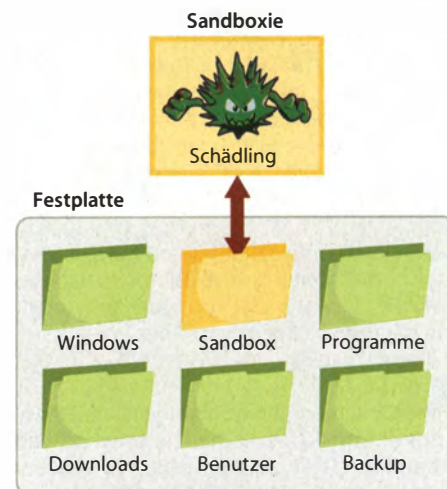 Sandboxie
Schädling
Festplatte
Windows Sandbox Programme
Downloads Benutzer Backup